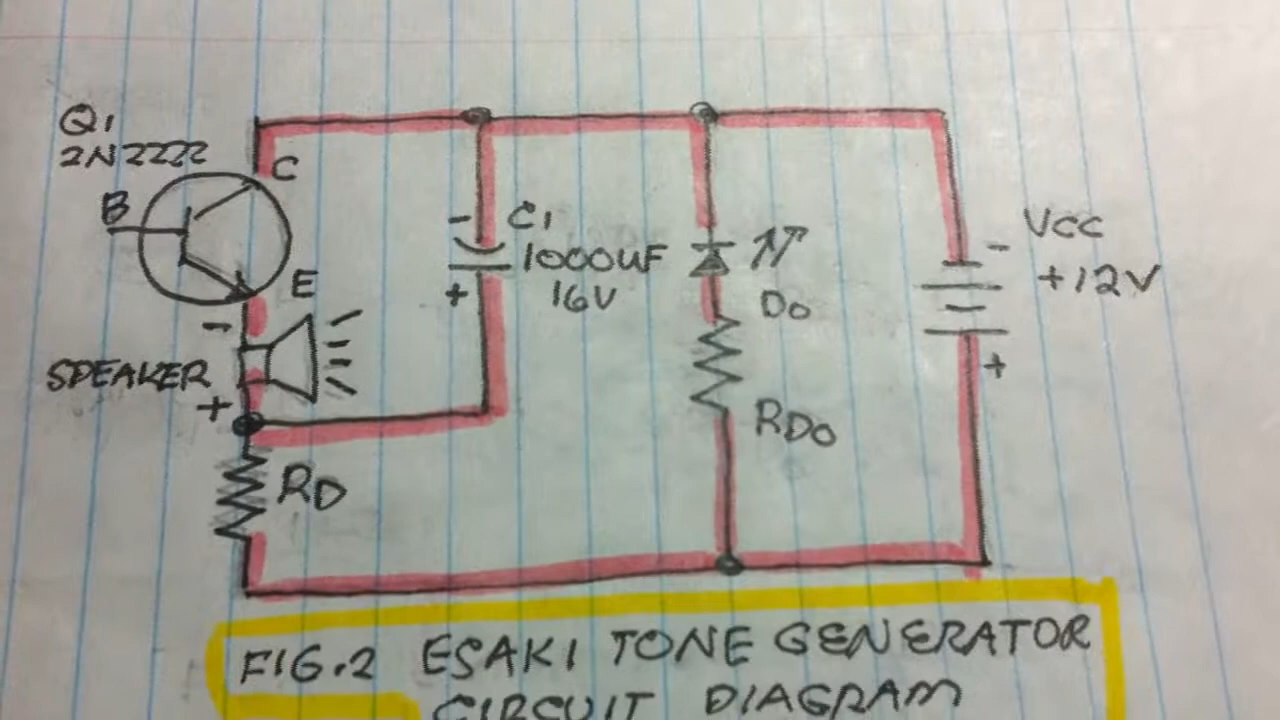 Q1
2N2222
C
B
E
-
SPEAKER
+
RD
-
C1
1000UF
16V
+
DO
RDO
-
VCC
+12V
+
FIG.2 ESAKI TONE GENERATOR
CIRCUIT DIAGRAM